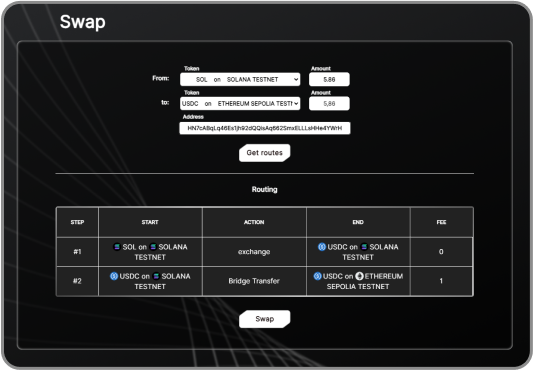 Swap
Token Amount
From: SOL on SOLANA TESTNET 5.86
Token Amount
to: USDC on ETHEREUM SEPOLIA TEST 5,86
Address
Get routes
Routing
STEP START ACTION END FEE
#1 SOL on SOLANA TESTNET exchange USDC on SOLANA TESTNET 0
#2 USDC on SOLANA TESTNET Bridge Transfer USDC on ETHEREUM SEPOLIA TESTNET 1
Swap